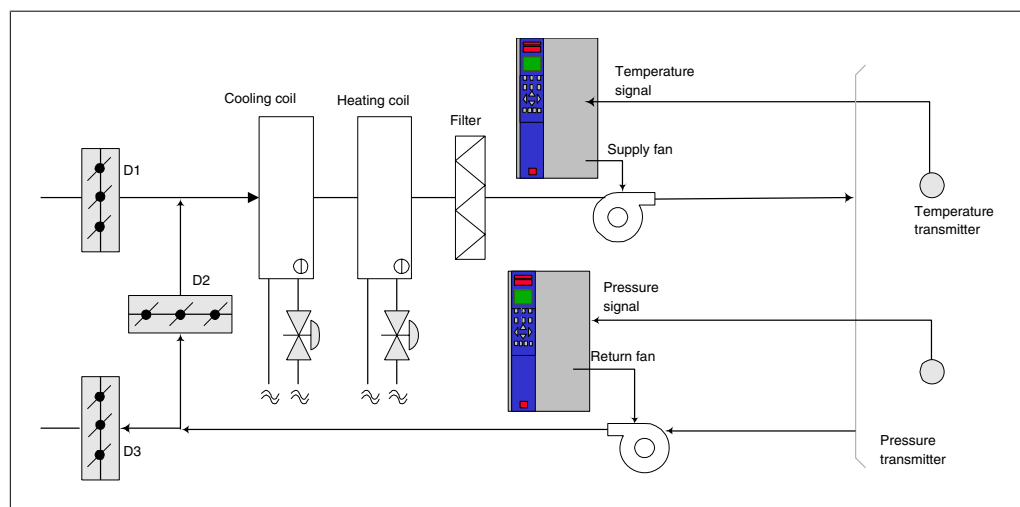 Cooling coil
Heating coil
Filter
Temperature
signal
Supply fan
D1
Temperature
transmitter
D2
Pressure
signal
Return fan
D3
Pressure
transmitter